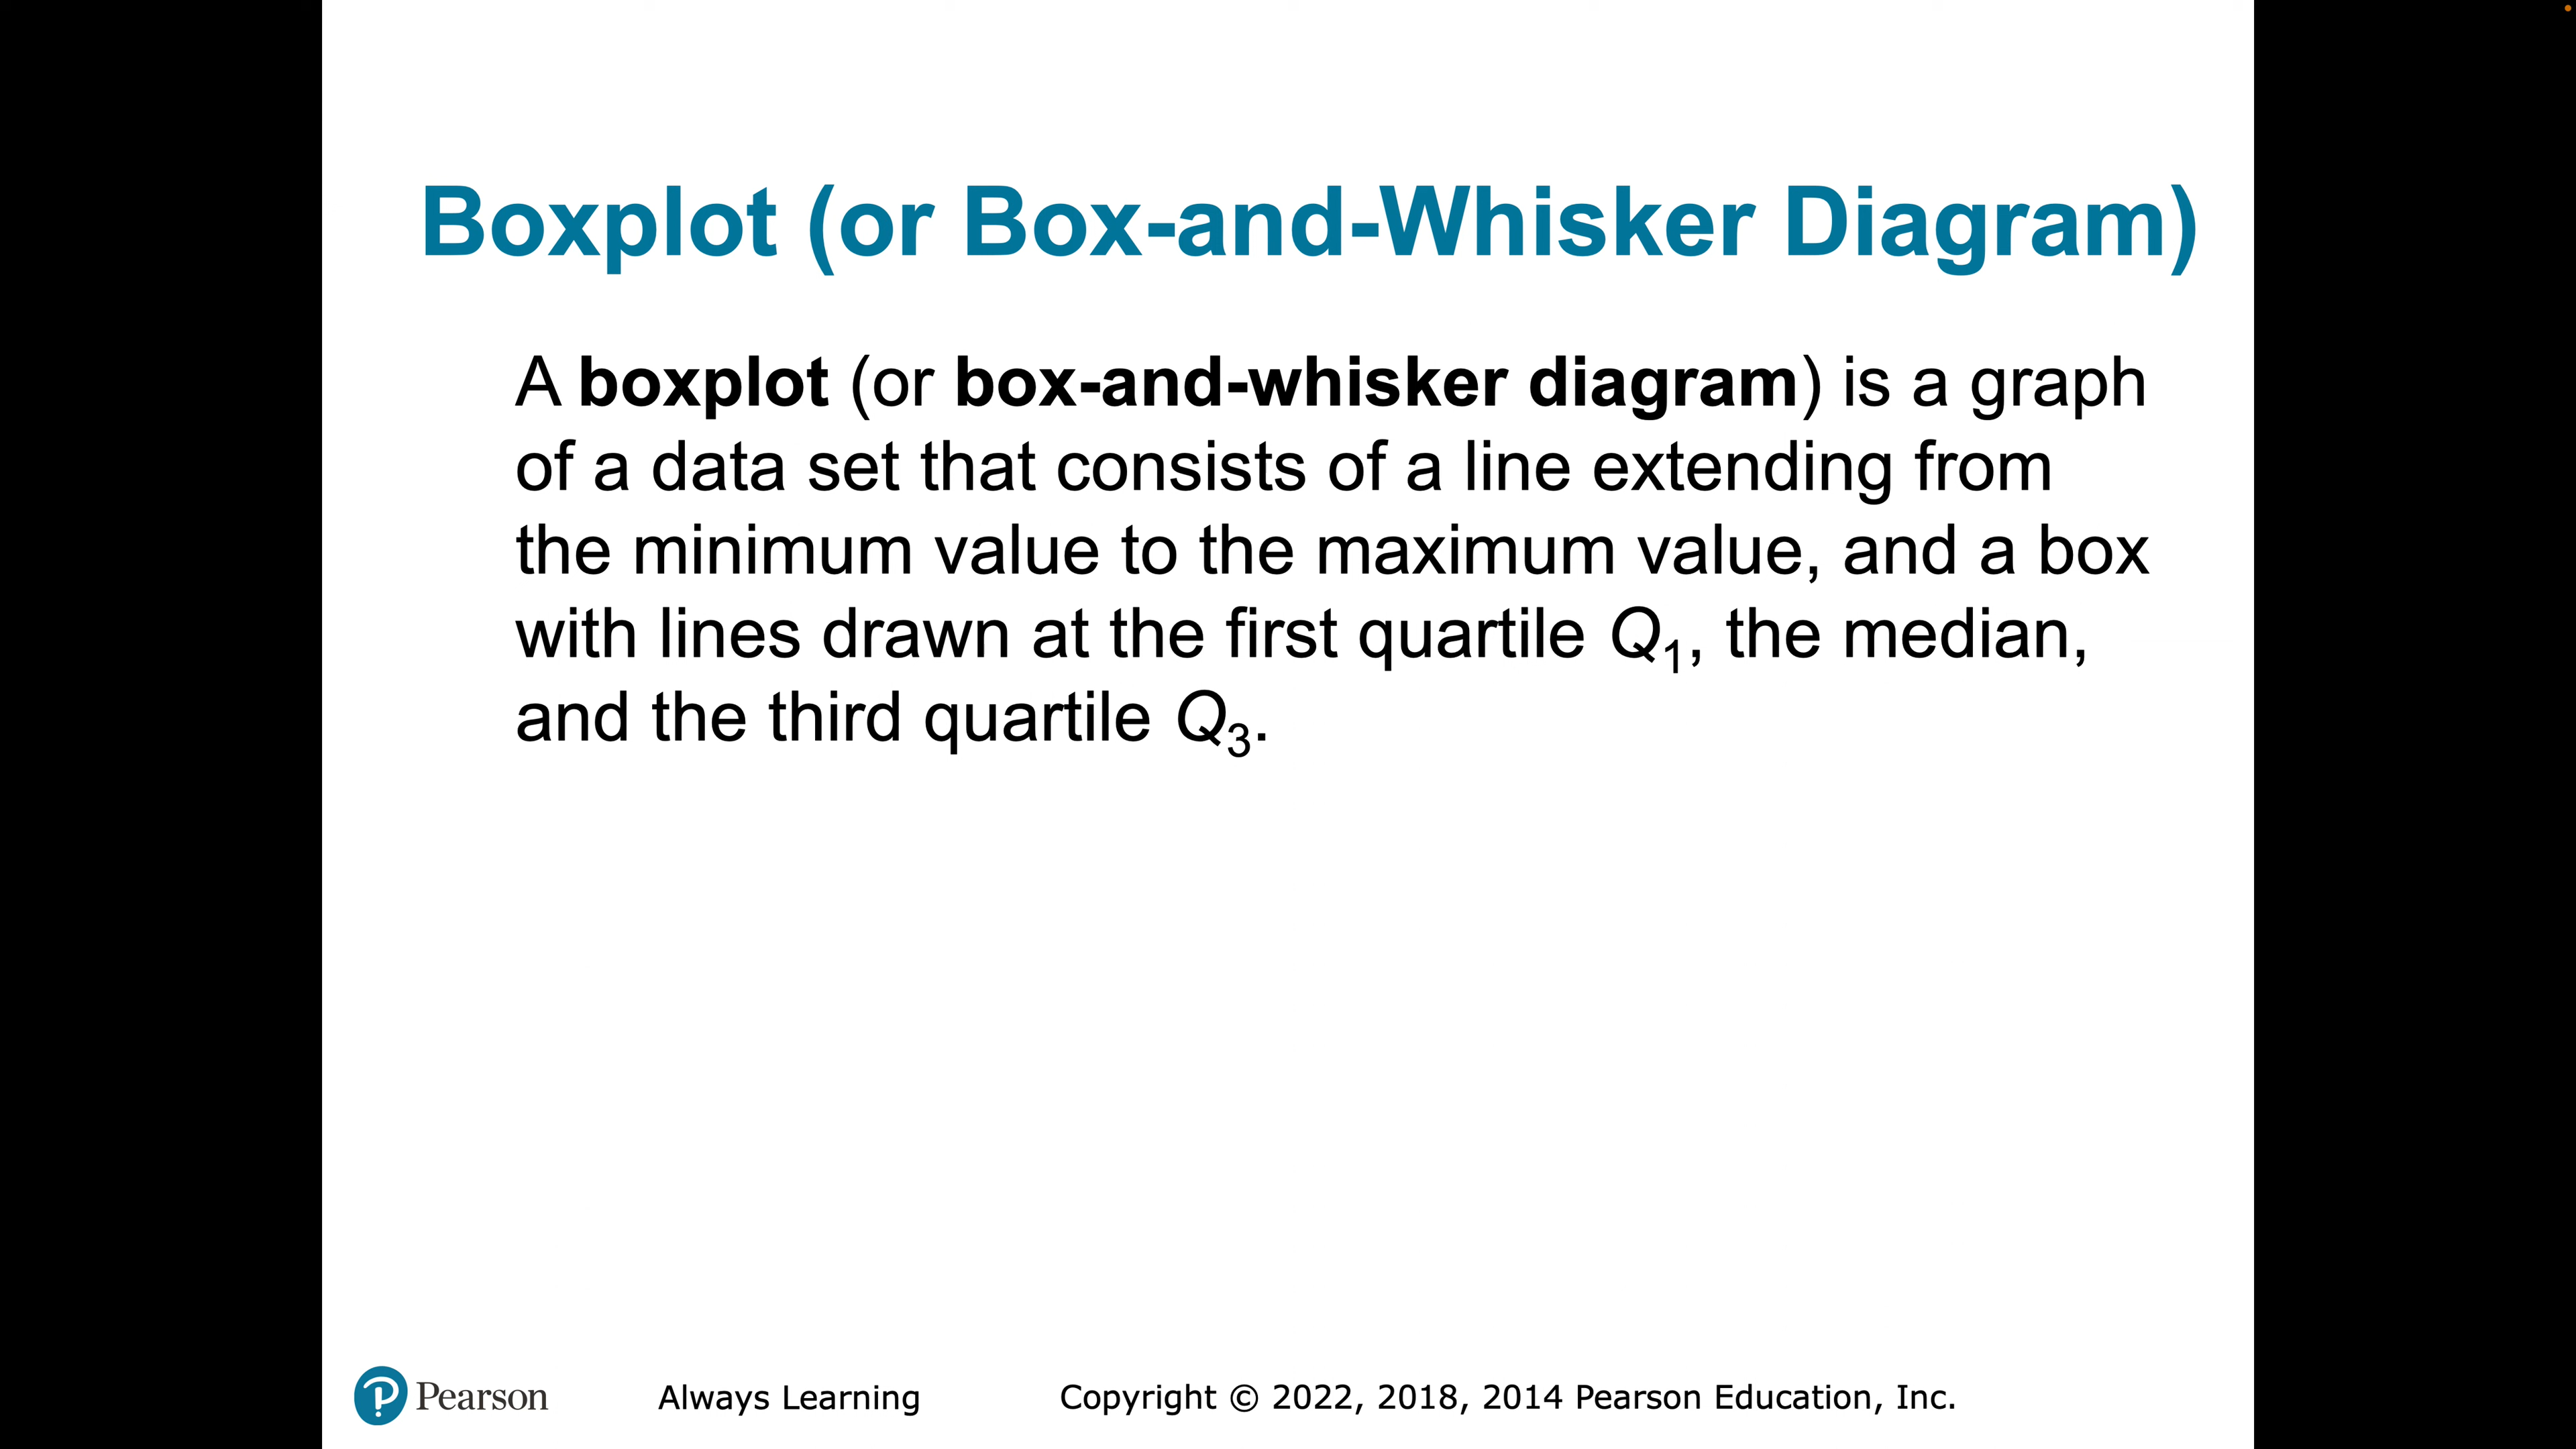 Boxplot (or Box-and-Whisker Diagram)
A boxplot (or box-and-whisker diagram) is a graph
of a data set that consists of a line extending from
the minimum value to the maximum value, and a box
with lines drawn at the first quartile Q₁, the median,
and the third quartile Q₃.
Pearson Always Learning Copyright © 2022, 2018, 2014 Pearson Education, Inc.